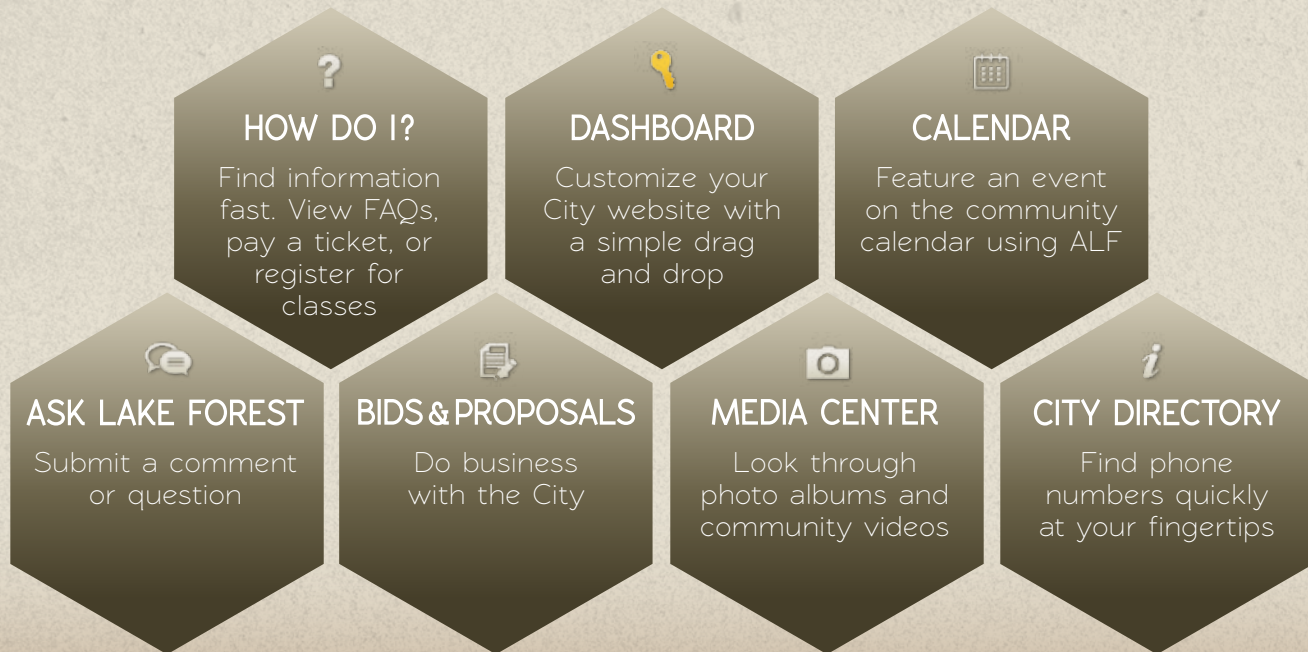 HOW DO I?
Find information
fast. View FAQs,
pay a ticket, or
register for
classes
DASHBOARD
Customize your
City website with
a simple drag
and drop
CALENDAR
Feature an event
on the community
calendar using ALF
ASK LAKE FOREST
Submit a comment
or question
BIDS & PROPOSALS
Do business
with the City
MEDIA CENTER
Look through
photo albums and
community videos
CITY DIRECTORY
Find phone
numbers quickly
at your fingertips